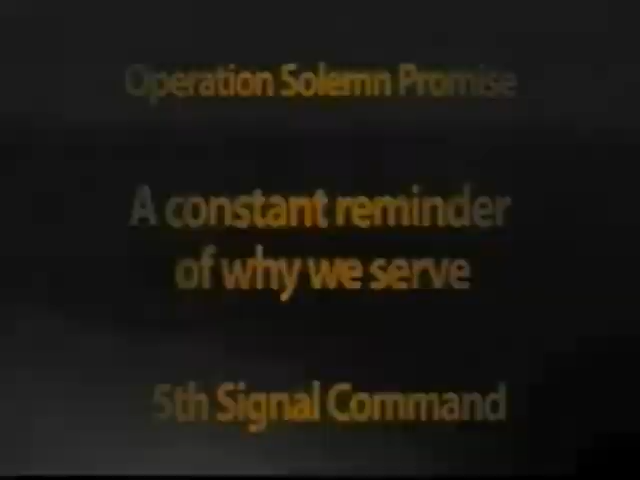 Operation Solemn Promise
A constant reminder
of why we serve
5th Signal Command